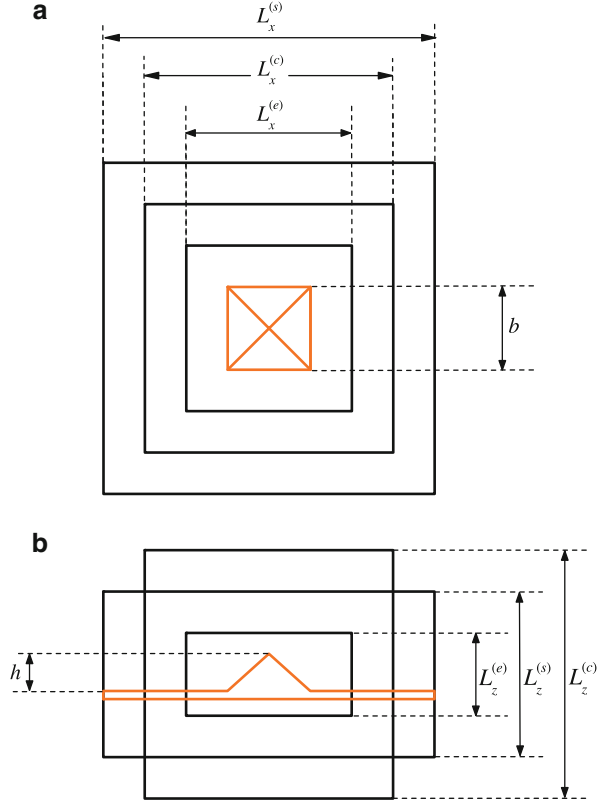 a
L_x^{(s)}
L_x^{(c)}
L_x^{(e)}
b
b
h
L_z^{(e)} L_z^{(s)} L_z^{(c)}